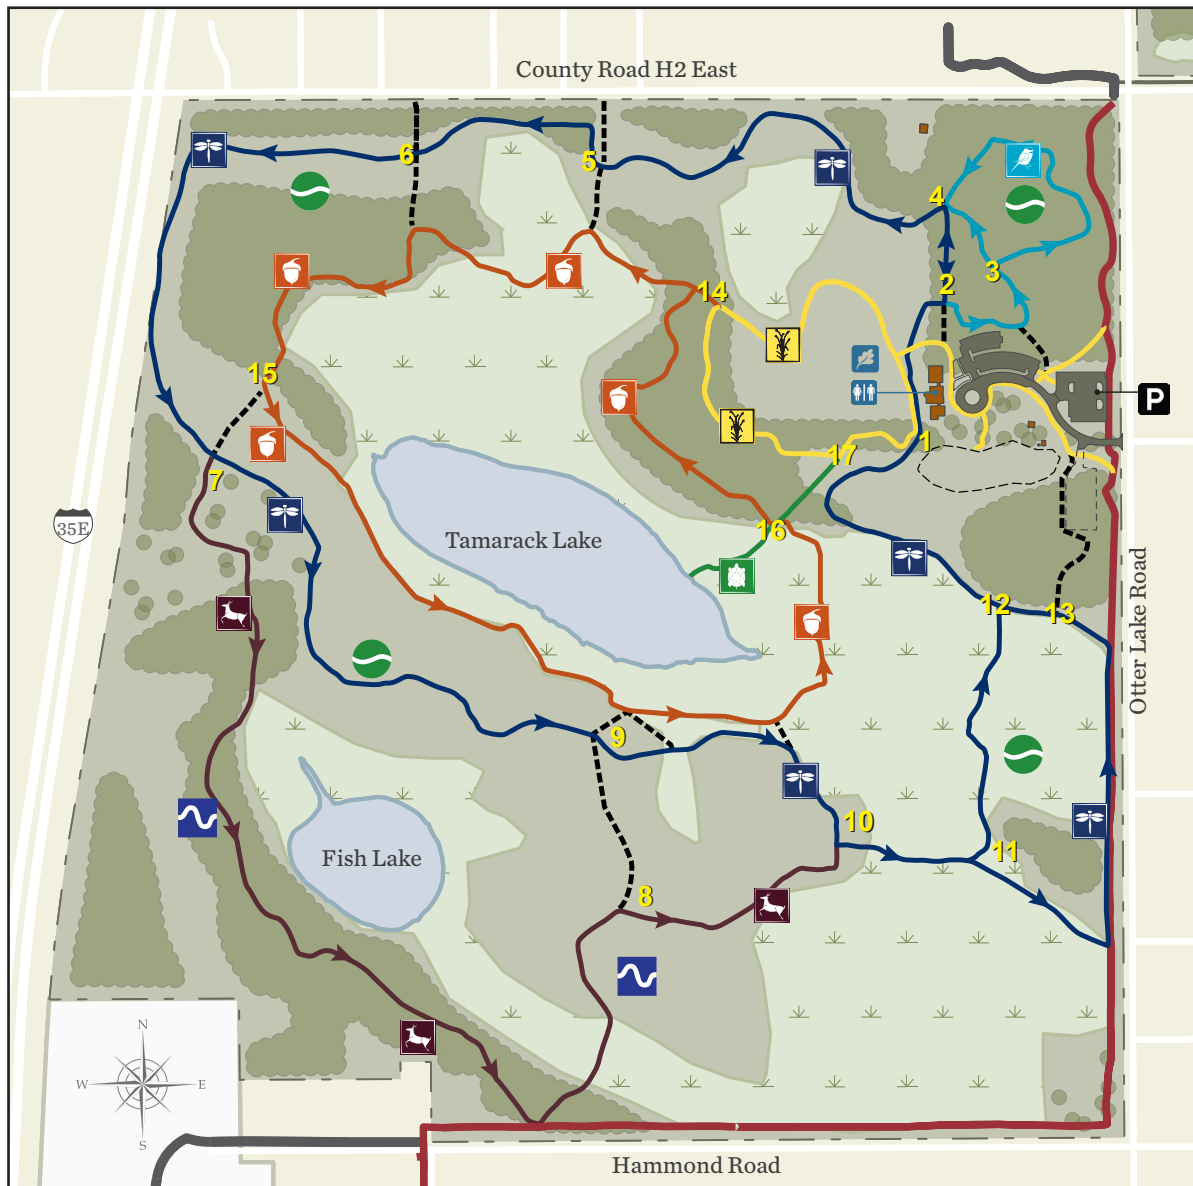 County Road H2 East
6
5
4
3
2
14
15
P
1
17
7
35E
Tamarack Lake
16
12
13
Otter Lake Road
9
10
11
Fish Lake
8
N
W
E
S
Hammond Road